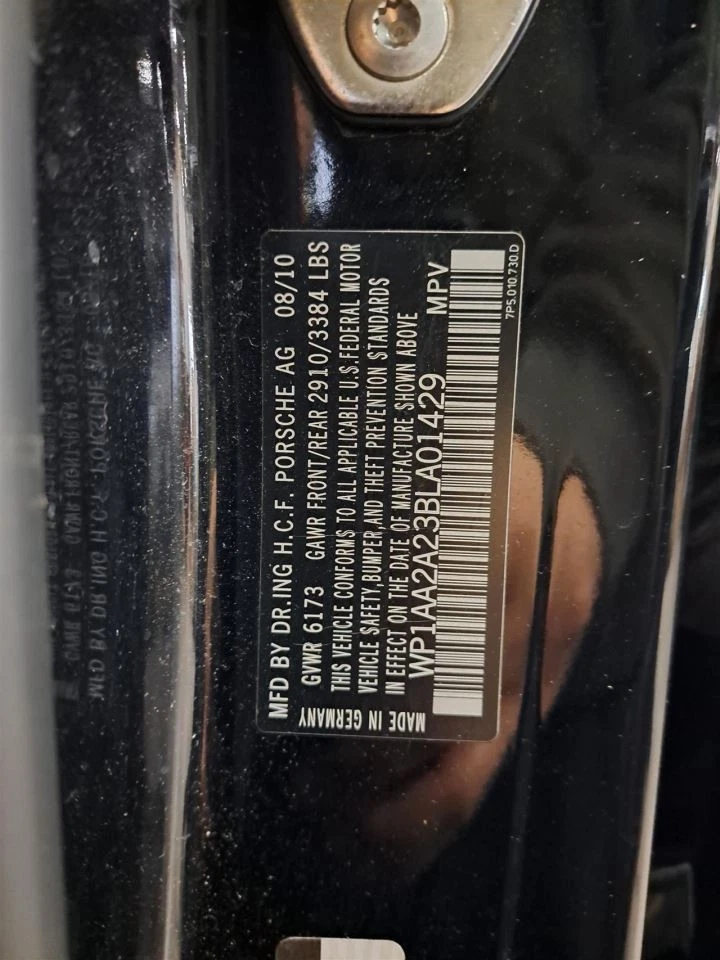 MFD BY DR.ING H.C.F. PORSCHE AG 08/10
GVWR 6173 GAWR FRONT/REAR 2910/3384 LBS
THIS VEHICLE CONFORMS TO ALL APPLICABLE U.S.FEDERAL MOTOR
VEHICLE SAFETY,BUMPER,AND THEFT PREVENTION STANDARDS
IN EFFECT ON THE DATE OF MANUFACTURE SHOWN ABOVE
WP1AA2A23BLA01429 MPV
MADE IN GERMANY
7P5.010.730.D